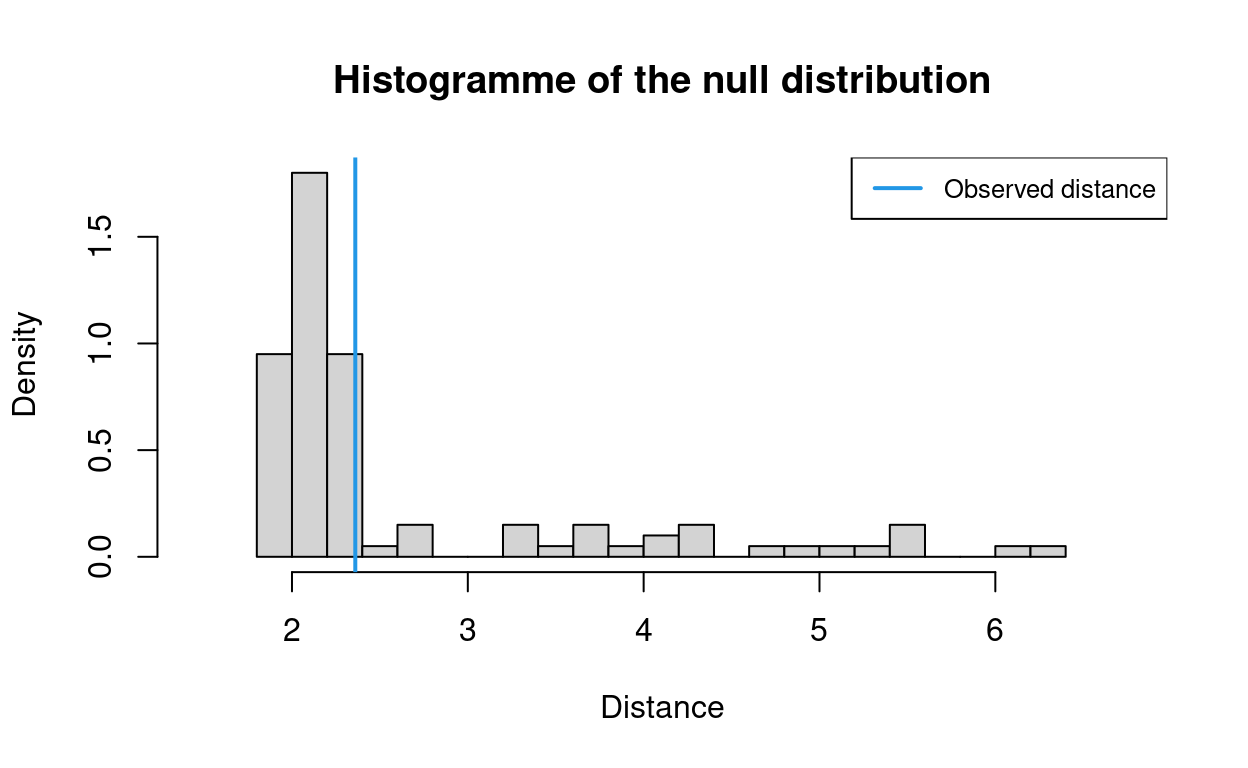 Histogramme of the null distribution
Observed distance
Density
0.0 0.5 1.0 1.5
2 3 4 5 6
Distance